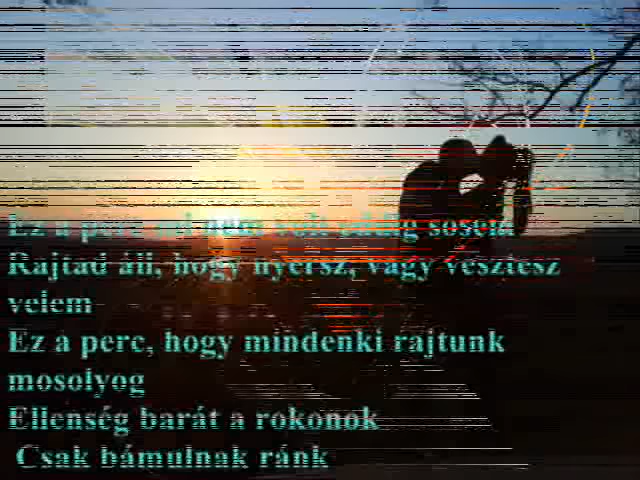 Ez a perc mi nem volt eddig sosem
Rajtad áll, hogy nyersz, vagy vesztesz
velem
Ez a perc, hogy mindenki rajtunk
mosolyog
Ellenség barát a rokonok
Csak bámulnak ránk